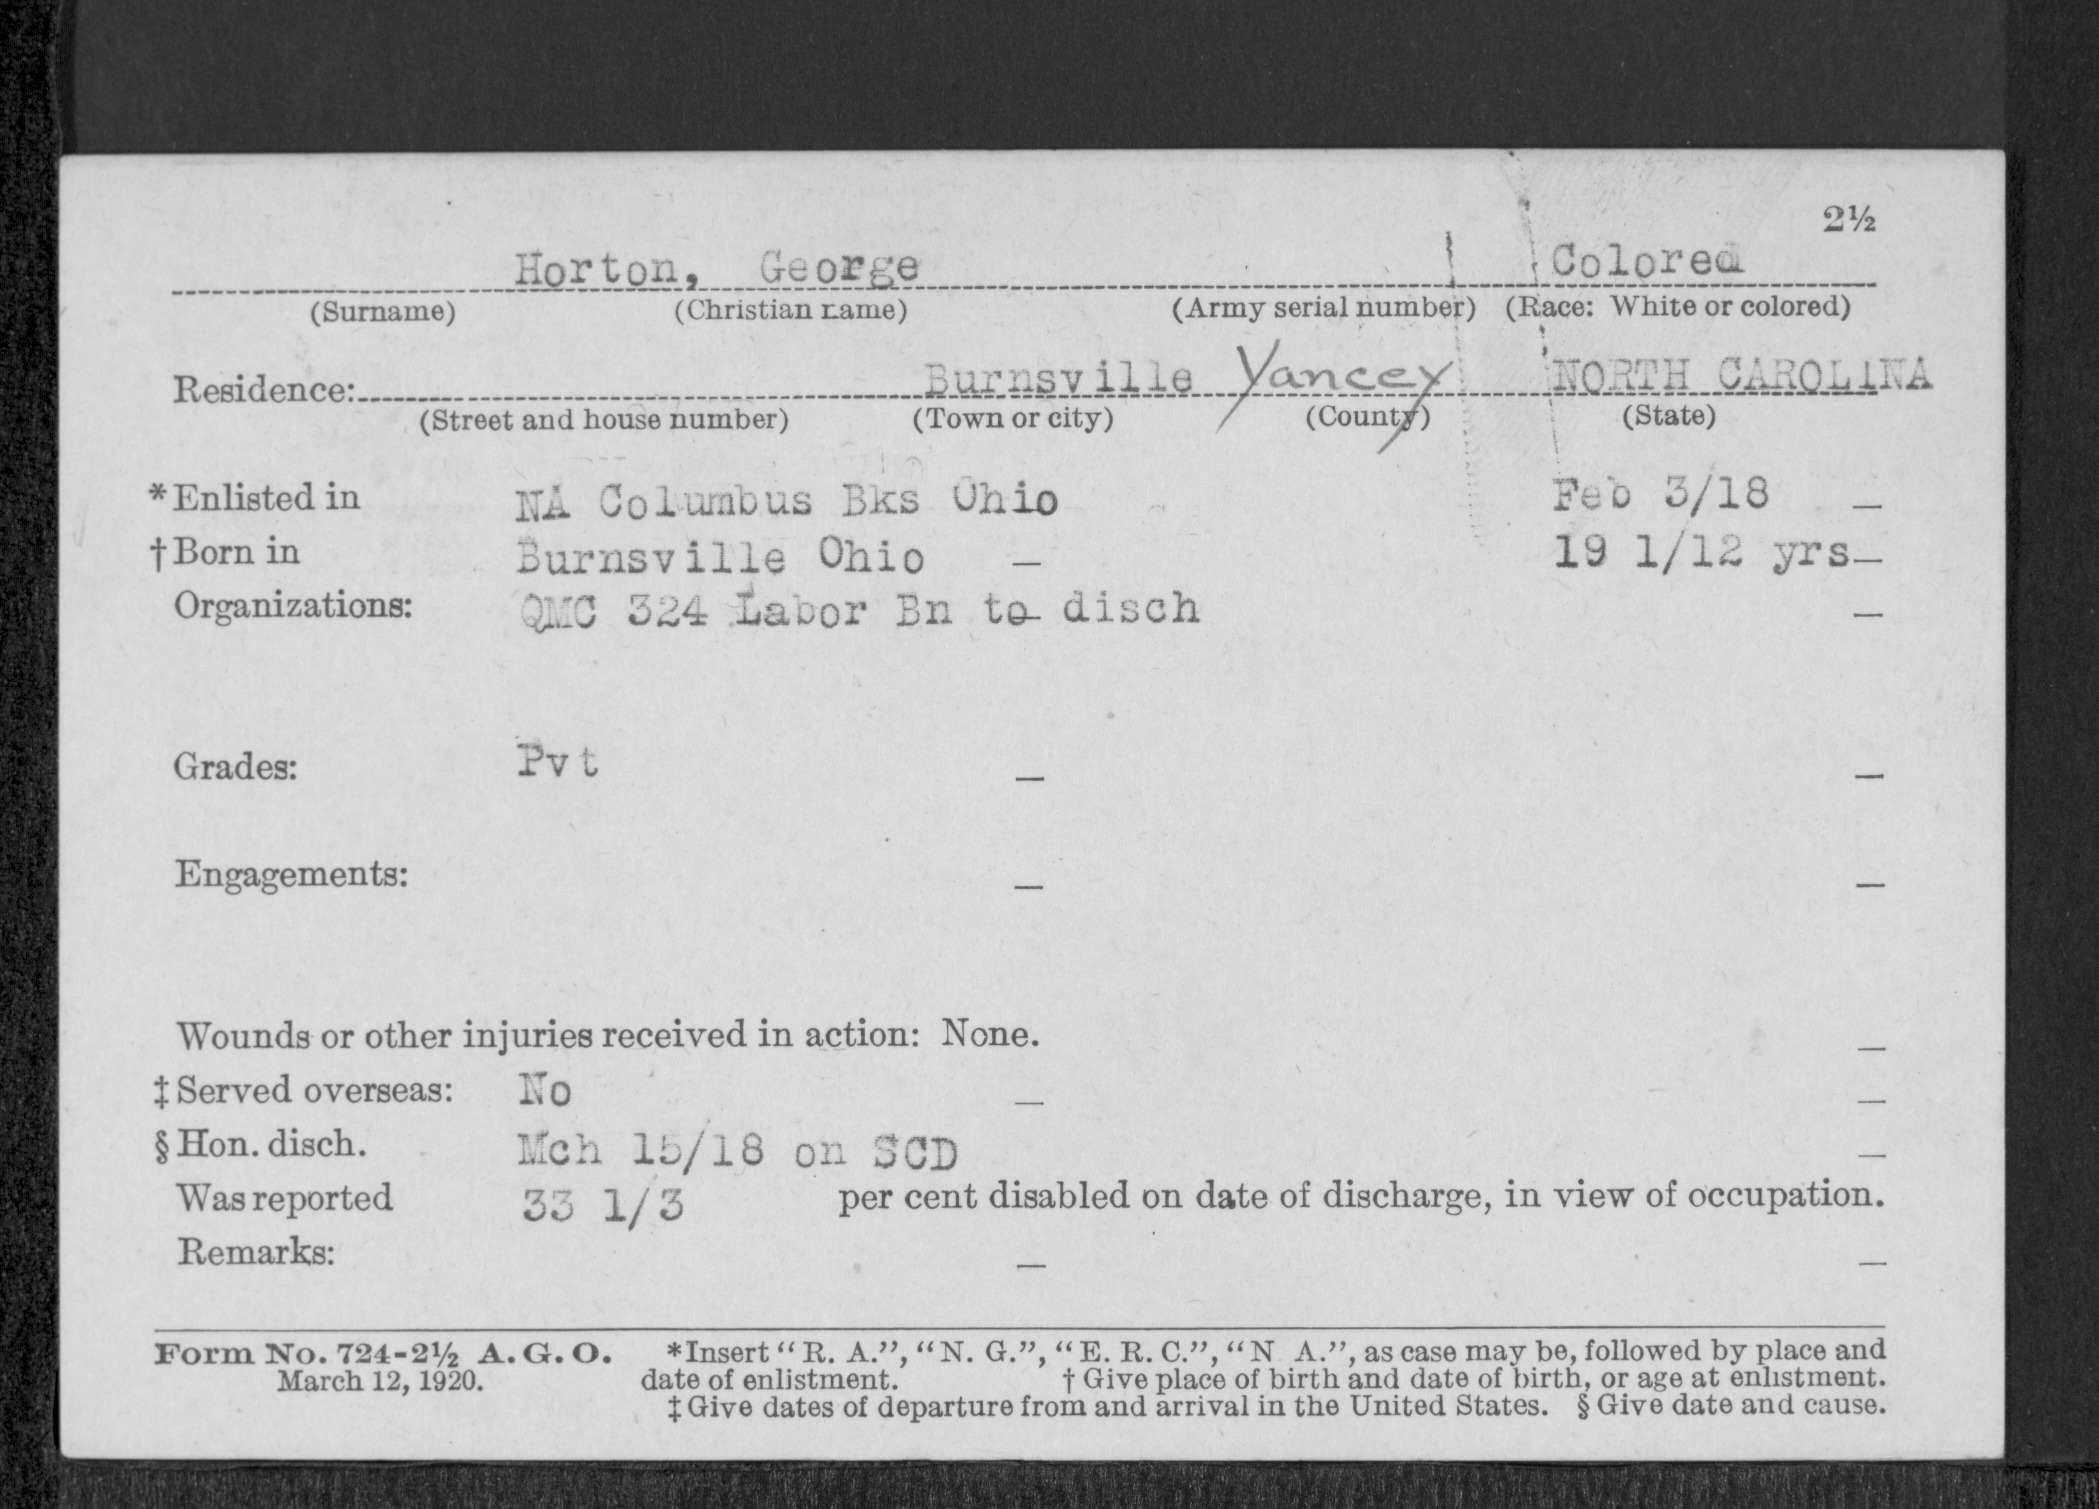 2½
Horton, George Colored
(Surname) (Christian name) (Army serial number) (Race: White or colored)
Residence: Burnsville Yancey NORTH CAROLINA
(Street and house number) (Town or city) (County) (State)
*Enlisted in NA Columbus Bks Ohio Feb 3/18 —
†Born in Burnsville Ohio — 19 1/12 yrs—
Organizations: QMC 324 Labor Bn to disch —
Grades: Pvt — —
Engagements: — —
Wounds or other injuries received in action: None. —
‡Served overseas: No — —
§Hon. disch. Mch 15/18 on SCD —
Was reported 33 1/3 per cent disabled on date of discharge, in view of occupation.
Remarks: — —
Form No. 724-2½ A. G. O. *Insert "R. A.", "N. G.", "E. R. C.", "N A.", as case may be, followed by place and
March 12, 1920. date of enlistment. †Give place of birth and date of birth, or age at enlistment.
‡Give dates of departure from and arrival in the United States. §Give date and cause.